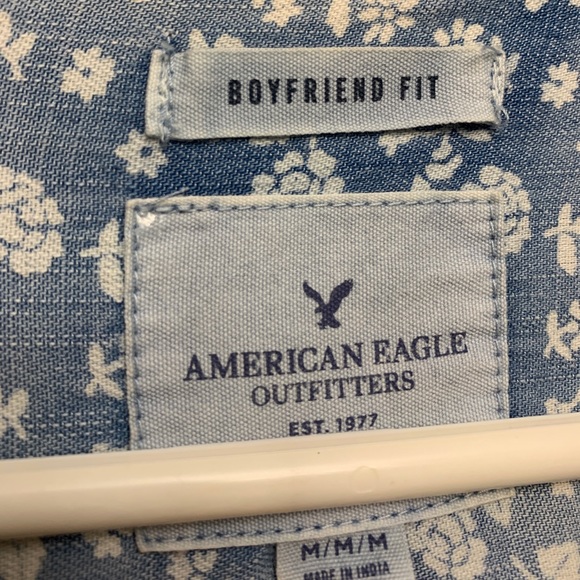 BOYFRIEND FIT
AMERICAN EAGLE
OUTFITTERS
EST. 1977
M/M/M
MADE IN INDIA